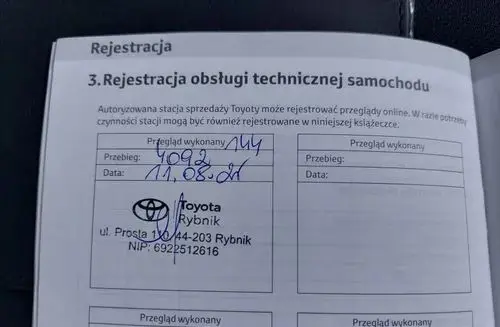 Rejestracja
3. Rejestracja obsługi technicznej samochodu
Autoryzowana stacja sprzedaży Toyoty może rejestrować przeglądy online. W razie potrzeby
czynności stacji mogą być również rejestrowane w niniejszej książeczce.
Przegląd wykonany 144
Przebieg: 4092
Data: 11.08.21
Toyota
Rybnik
ul. Prosta 110, 44-203 Rybnik
NIP: 6922512616
Przegląd wykonany
Przebieg:
Data:
Przegląd wykonany
Przegląd wykonany